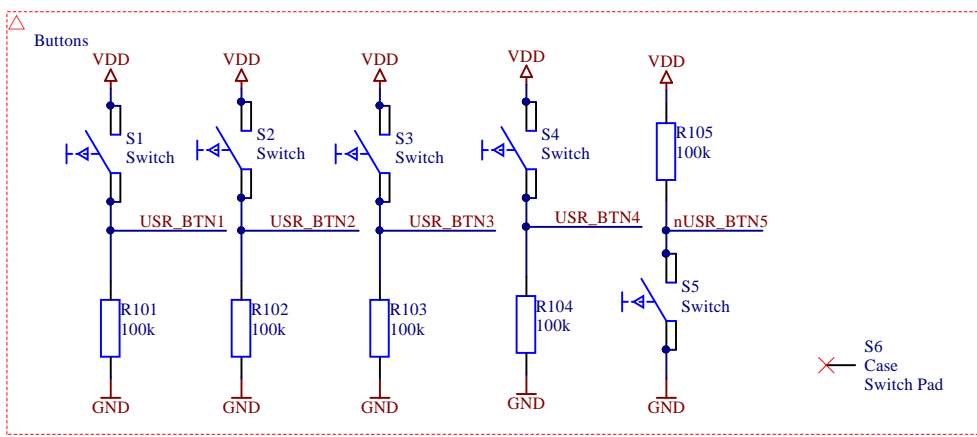 Buttons
VDD
VDD
VDD
VDD
VDD
S1
Switch
S2
Switch
S3
Switch
S4
Switch
R105
100k
USR_BTN1
USR_BTN2
USR_BTN3
USR_BTN4
nUSR_BTN5
R101
100k
R102
100k
R103
100k
R104
100k
S5
Switch
S6
Case
Switch Pad
GND
GND
GND
GND
GND